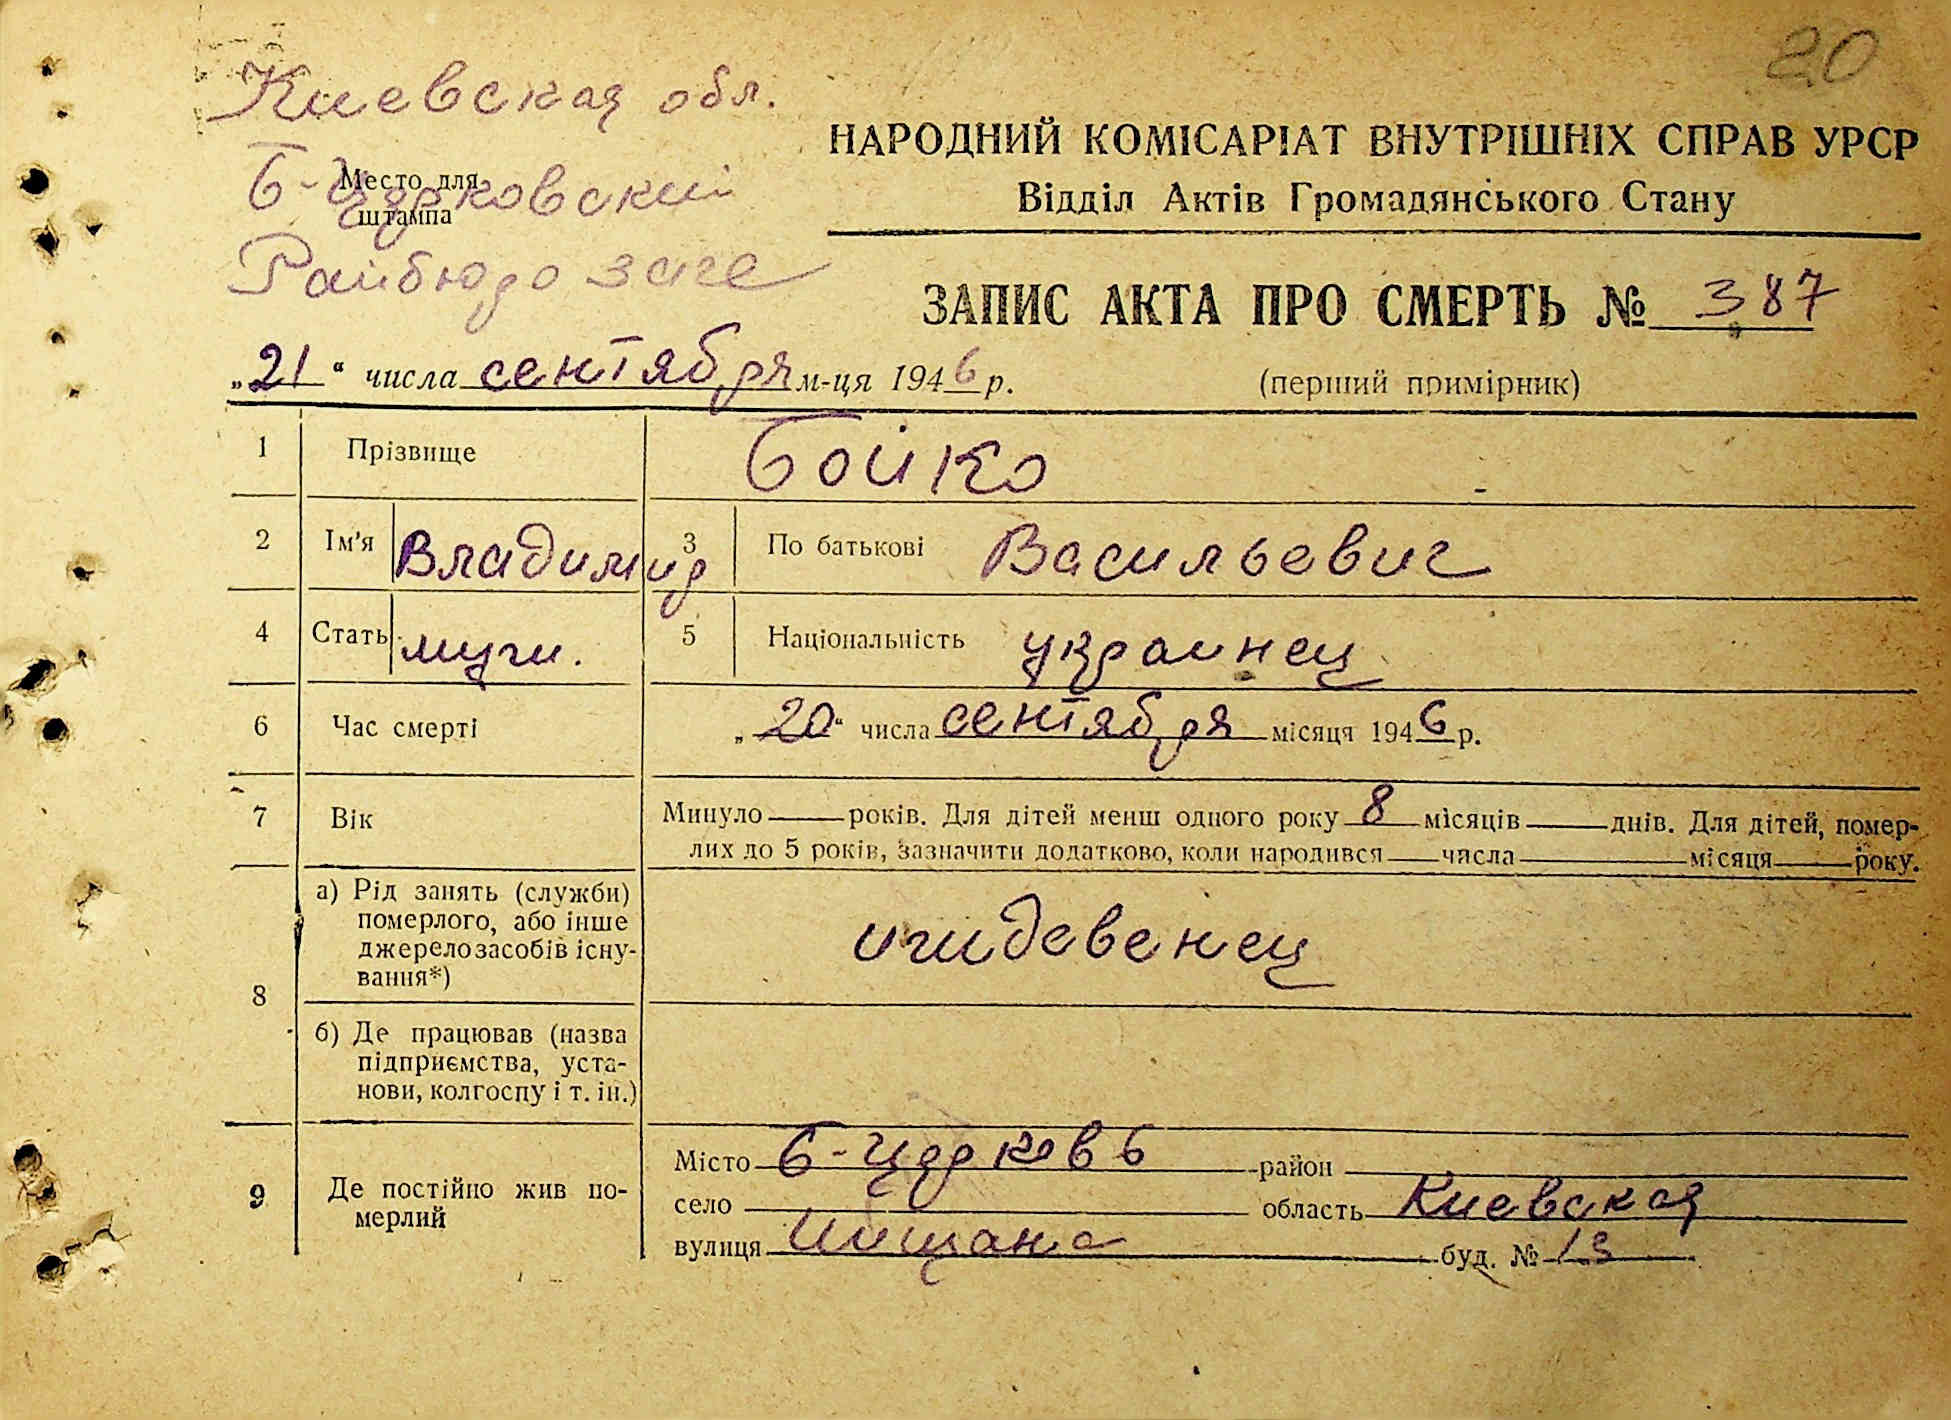 20
Киевская обл.
НАРОДНИЙ КОМІСАРІАТ ВНУТРІШНІХ СПРАВ УРСР
Место для
штампа
Б-Церковский
Відділ Актів Громадянського Стану
Райбюро загс
ЗАПИС АКТА ПРО СМЕРТЬ № 387
„21“ числа сентября м-ця 1946 р. (перший примірник)
1 Прізвище Бойко
2 Ім'я Владимир 3 По батькові Васильевич
4 Стать муж. 5 Національність украинец
6 Час смерті „20“ числа сентября місяця 1946 р.
7 Вік Минуло років. Для дітей менш одного року 8 місяців днів. Для дітей, помер-
лих до 5 років, зазначити додатково, коли народився числа місяця року.
8 а) Рід занять (служби)
померлого, або інше
джерело засобів існу-
вання*)
иждевенец
б) Де працював (назва
підприємства, уста-
нови, колгоспу і т. ін.)
9 Де постійно жив по-
мерлий
Місто Б-Церковь район
село область Киевская
вулиця буд. № 13